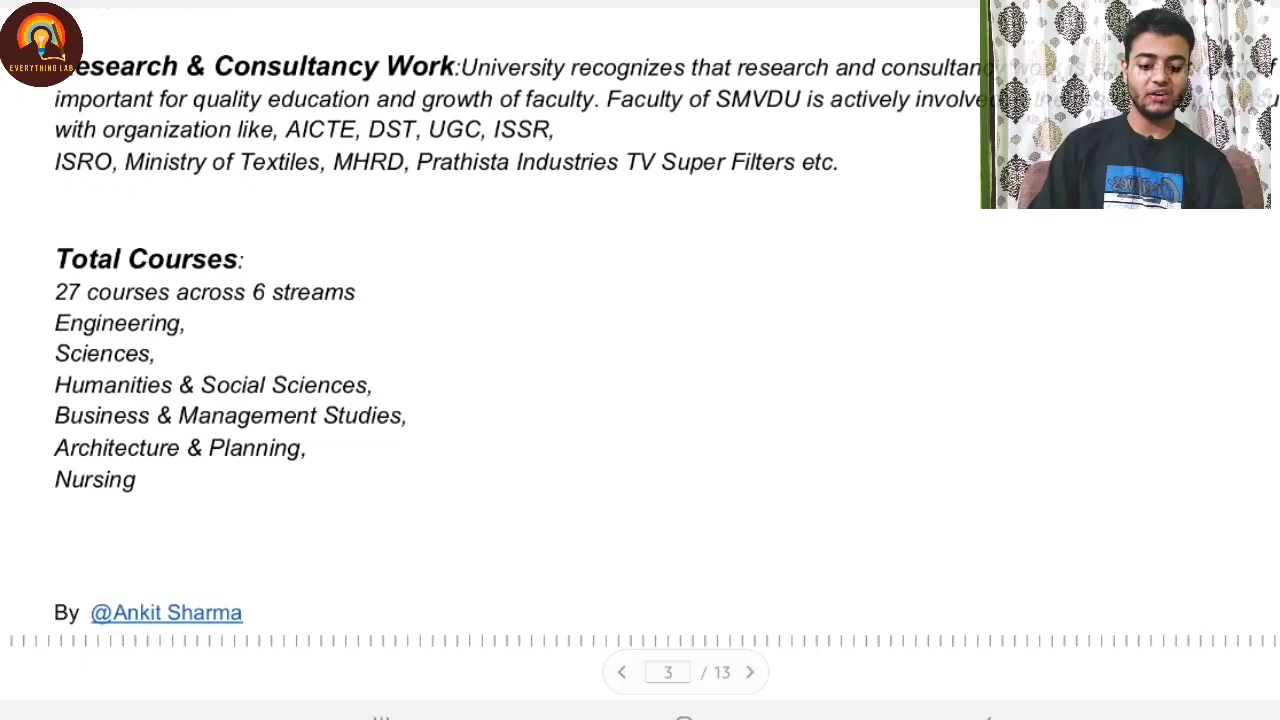 EVERYTHING LAB
esearch & Consultancy Work:University recognizes that research and
important for quality education and growth of faculty. Faculty of SMVDU is actively
with organization like, AICTE, DST, UGC, ISSR,
ISRO, Ministry of Textiles, MHRD, Prathista Industries TV Super Filters etc.
Total Courses:
27 courses across 6 streams
Engineering,
Sciences,
Humanities & Social Sciences,
Business & Management Studies,
Architecture & Planning,
Nursing
By @Ankit Sharma
3 / 13